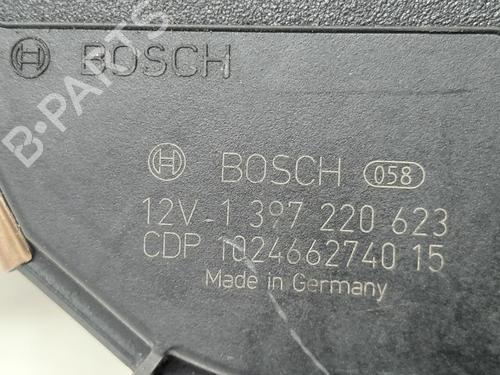 BOSCH
BOSCH 058
12V-1 397 220 623
CDP 1024662740 15
Made in Germany
B-PARTS